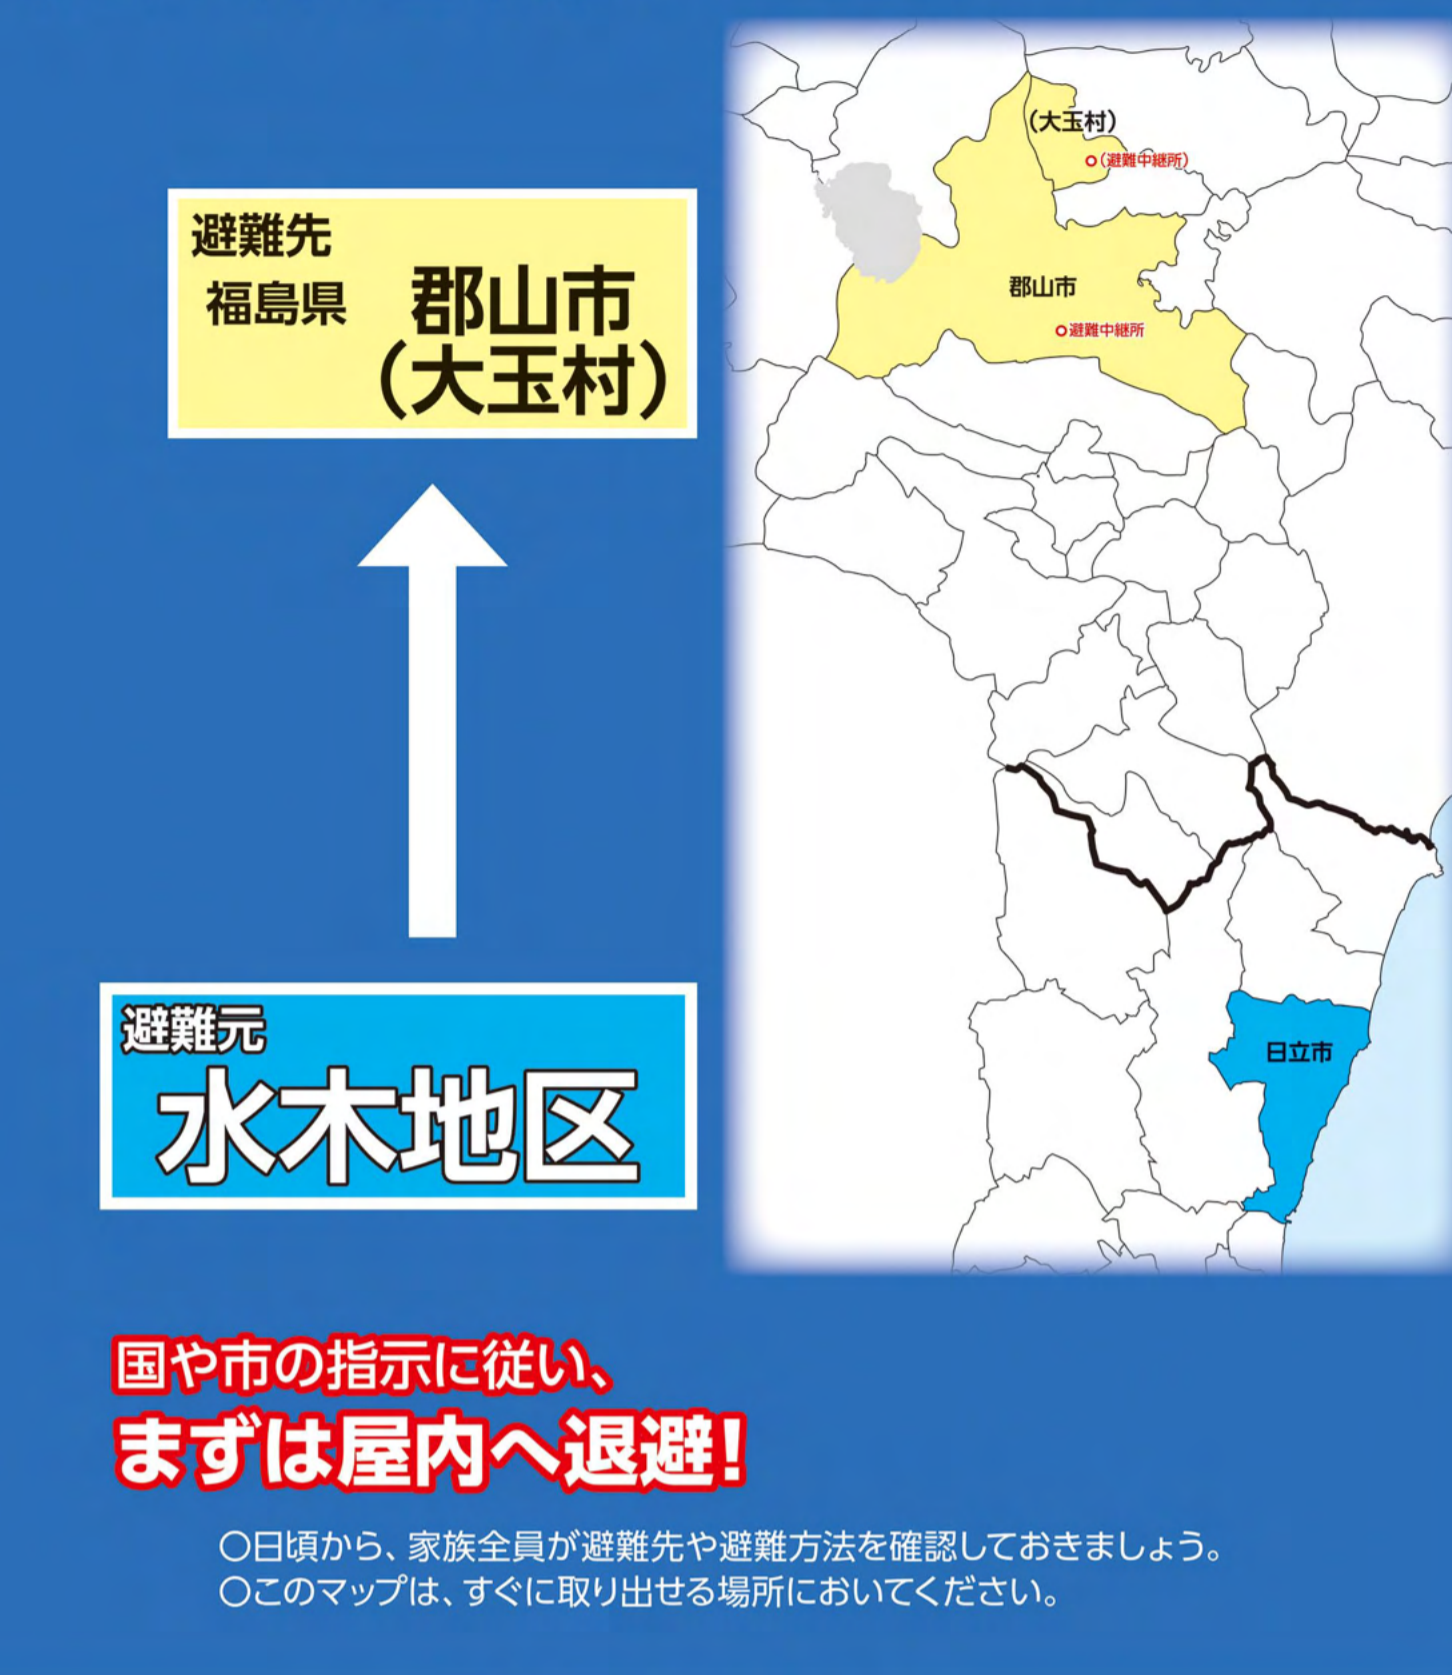 避難先
福島県 郡山市
（大玉村）
避難元
水木地区
（大玉村）
（避難中継所）
郡山市
避難中継所
日立市
国や市の指示に従い、
まずは屋内へ退避！
〇日頃から、家族全員が避難先や避難方法を確認しておきましょう。
〇このマップは、すぐに取り出せる場所においてください。